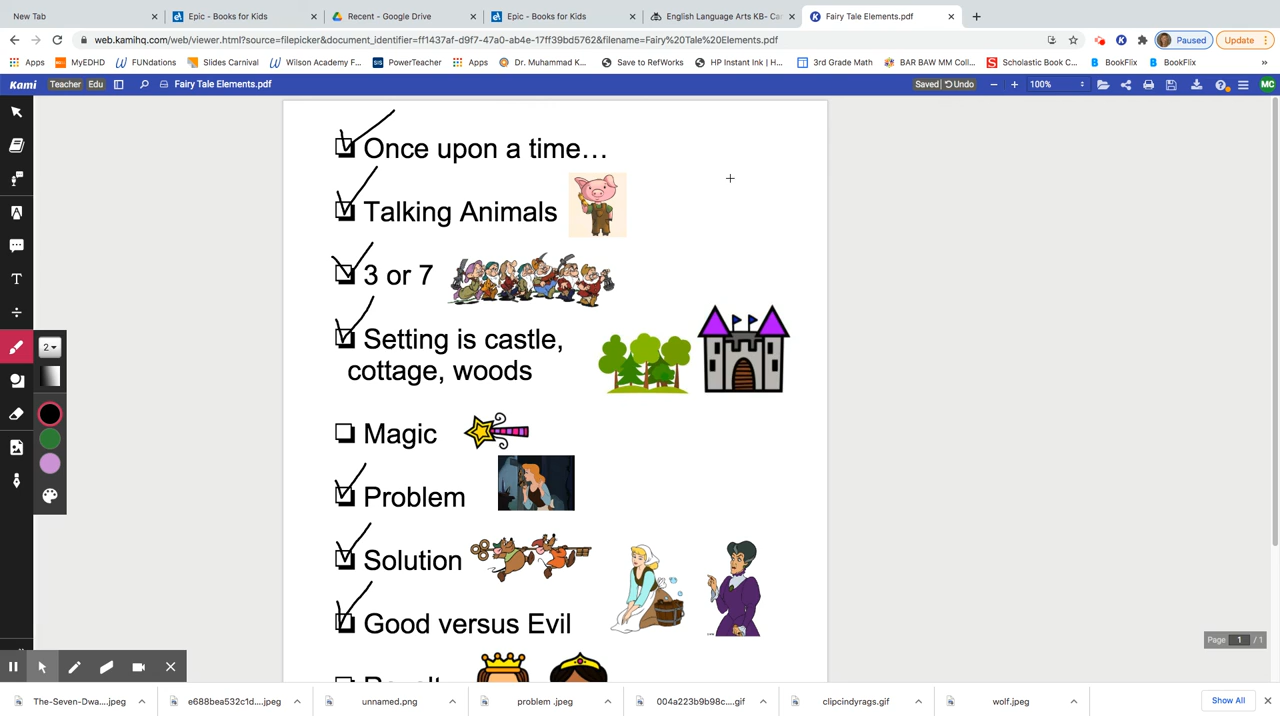 New Tab
Epic - Books for Kids
Recent - Google Drive
Epic - Books for Kids
English Language Arts KB- Ca
Fairy Tale Elements.pdf
web.kamihq.com/web/viewer.html?source=filepicker&document_identifier=ff1437af-d9f7-47a0-ab4e-17ff39bd5762&filename=Fairy%20Tale%20Elements.pdf
Paused
Update
Apps
MyEDHD
FUNdations
Slides Carnival
Wilson Academy F...
PowerTeacher
Apps
Dr. Muhammad K...
Save to RefWorks
HP Instant Ink | H...
3rd Grade Math
BAR BAW MM Coll...
Scholastic Book C...
BookFlix
BookFlix
Kami
Teacher
Edu
Fairy Tale Elements.pdf
Saved
Undo
100%
MC
Once upon a time…
Talking Animals
3 or 7
Setting is castle,
cottage, woods
Magic
Problem
Solution
Good versus Evil
2
Page 1 / 1
The-Seven-Dwa....jpeg
e688bea532c1d....jpeg
unnamed.png
problem .jpeg
004a223b9b98c....gif
clipcindyrags.gif
wolf.jpeg
Show All